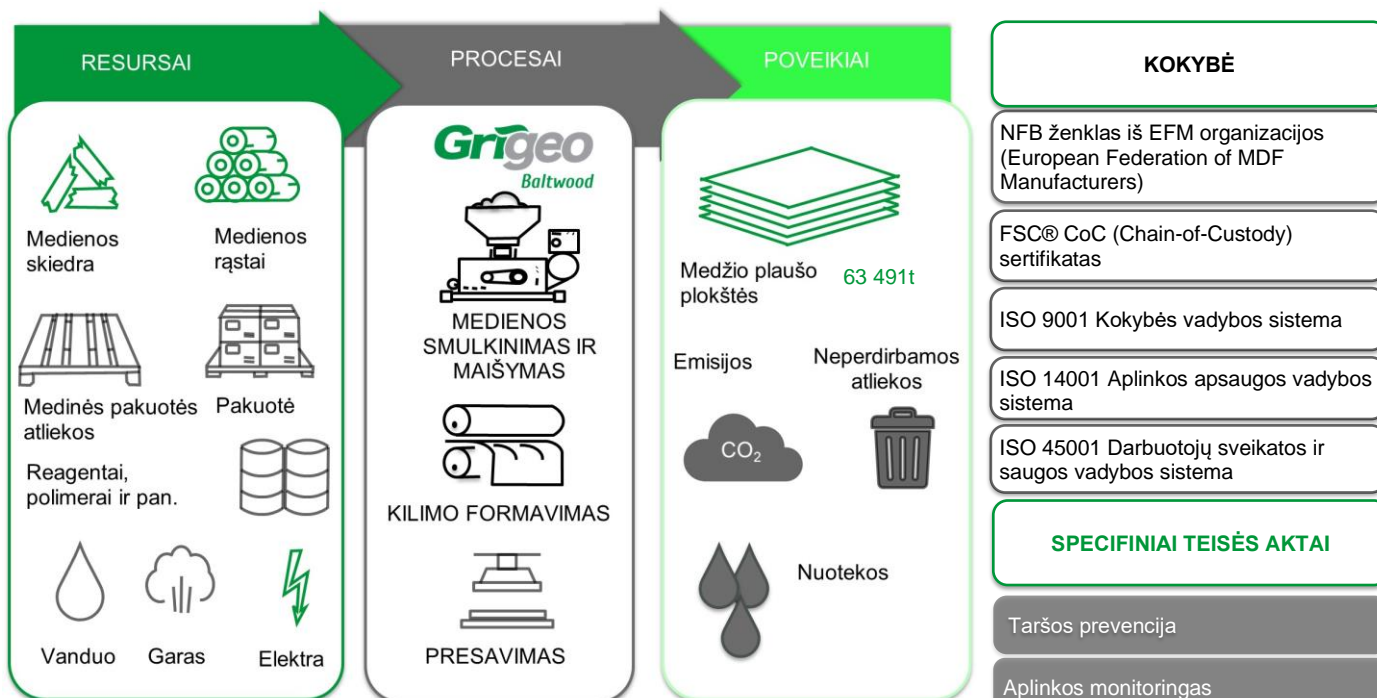 RESURSAI
PROCESAI
POVEIKIAI
Medienos
skiedra
Medienos
rąstai
Medinės pakuotės
atliekos
Pakuotė
Reagentai,
polimerai ir pan.
Vanduo
Garas
Elektra
Grigeo
Baltwood
MEDIENOS
SMULKINIMAS IR
MAIŠYMAS
KILIMO FORMAVIMAS
PRESAVIMAS
Medžio plaušo
plokštės
63 491t
Emisijos
Neperdirbamos
atliekos
CO₂
Nuotekos
KOKYBĖ
NFB ženklas iš EFM organizacijos
(European Federation of MDF
Manufacturers)
FSC® CoC (Chain-of-Custody)
sertifikatas
ISO 9001 Kokybės vadybos sistema
ISO 14001 Aplinkos apsaugos vadybos
sistema
ISO 45001 Darbuotojų sveikatos ir
saugos vadybos sistema
SPECIFINIAI TEISĖS AKTAI
Taršos prevencija
Aplinkos monitoringas